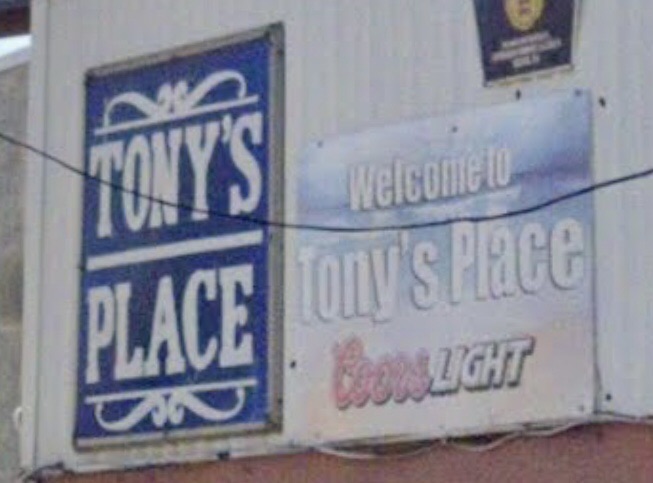 TONY'S
PLACE
Welcome to
Tony's Place
Coors LIGHT